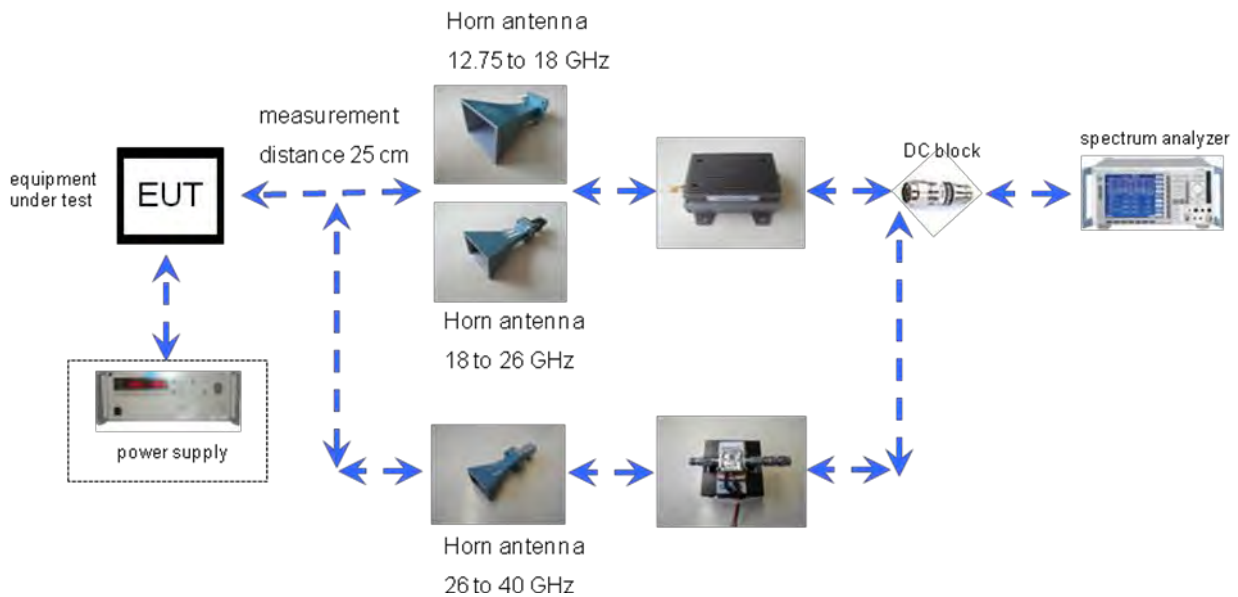 Horn antenna
12.75 to 18 GHz
measurement
distance 25 cm
equipment
under test
EUT
DC block
spectrum analyzer
Horn antenna
18 to 26 GHz
power supply
Horn antenna
26 to 40 GHz